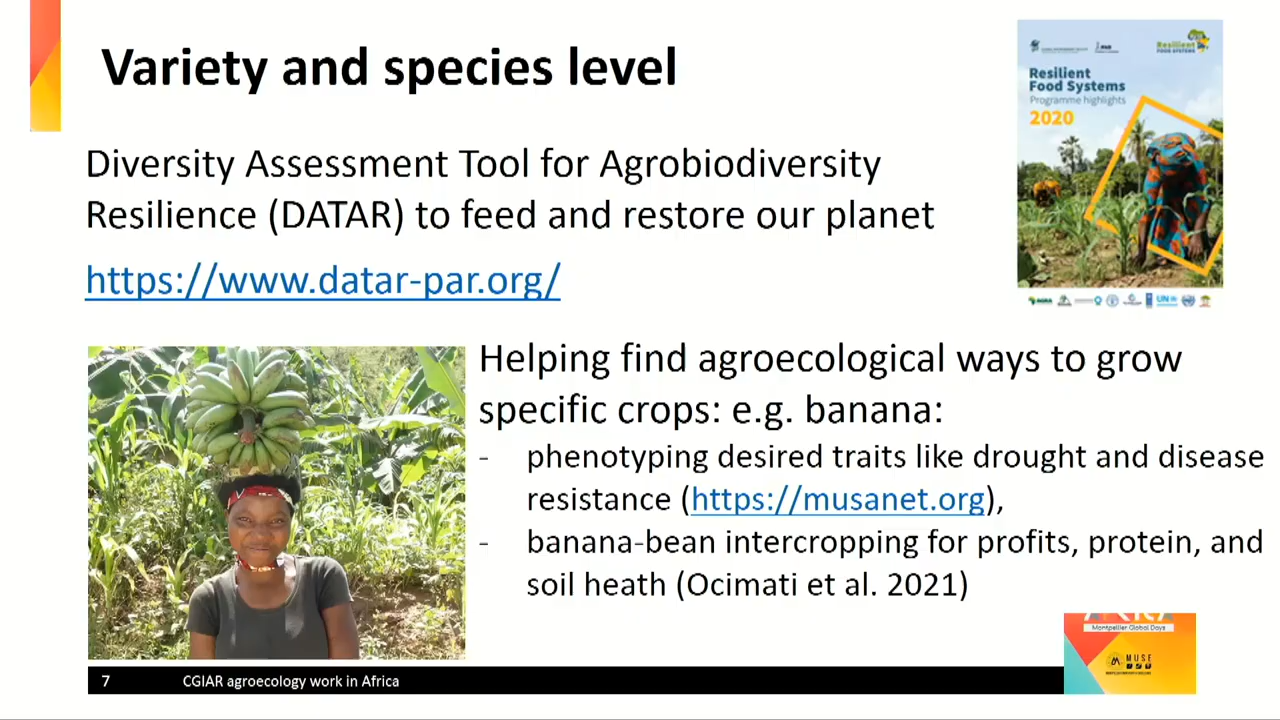 Variety and species level
Diversity Assessment Tool for Agrobiodiversity
Resilience (DATAR) to feed and restore our planet
https://www.datar-par.org/
Resilient
Food Systems
Programme highlights
2020
Helping find agroecological ways to grow
specific crops: e.g. banana:
- phenotyping desired traits like drought and disease
resistance (https://musanet.org),
- banana-bean intercropping for profits, protein, and
soil heath (Ocimati et al. 2021)
Montpellier Global Days
MUSE
7 CGIAR agroecology work in Africa